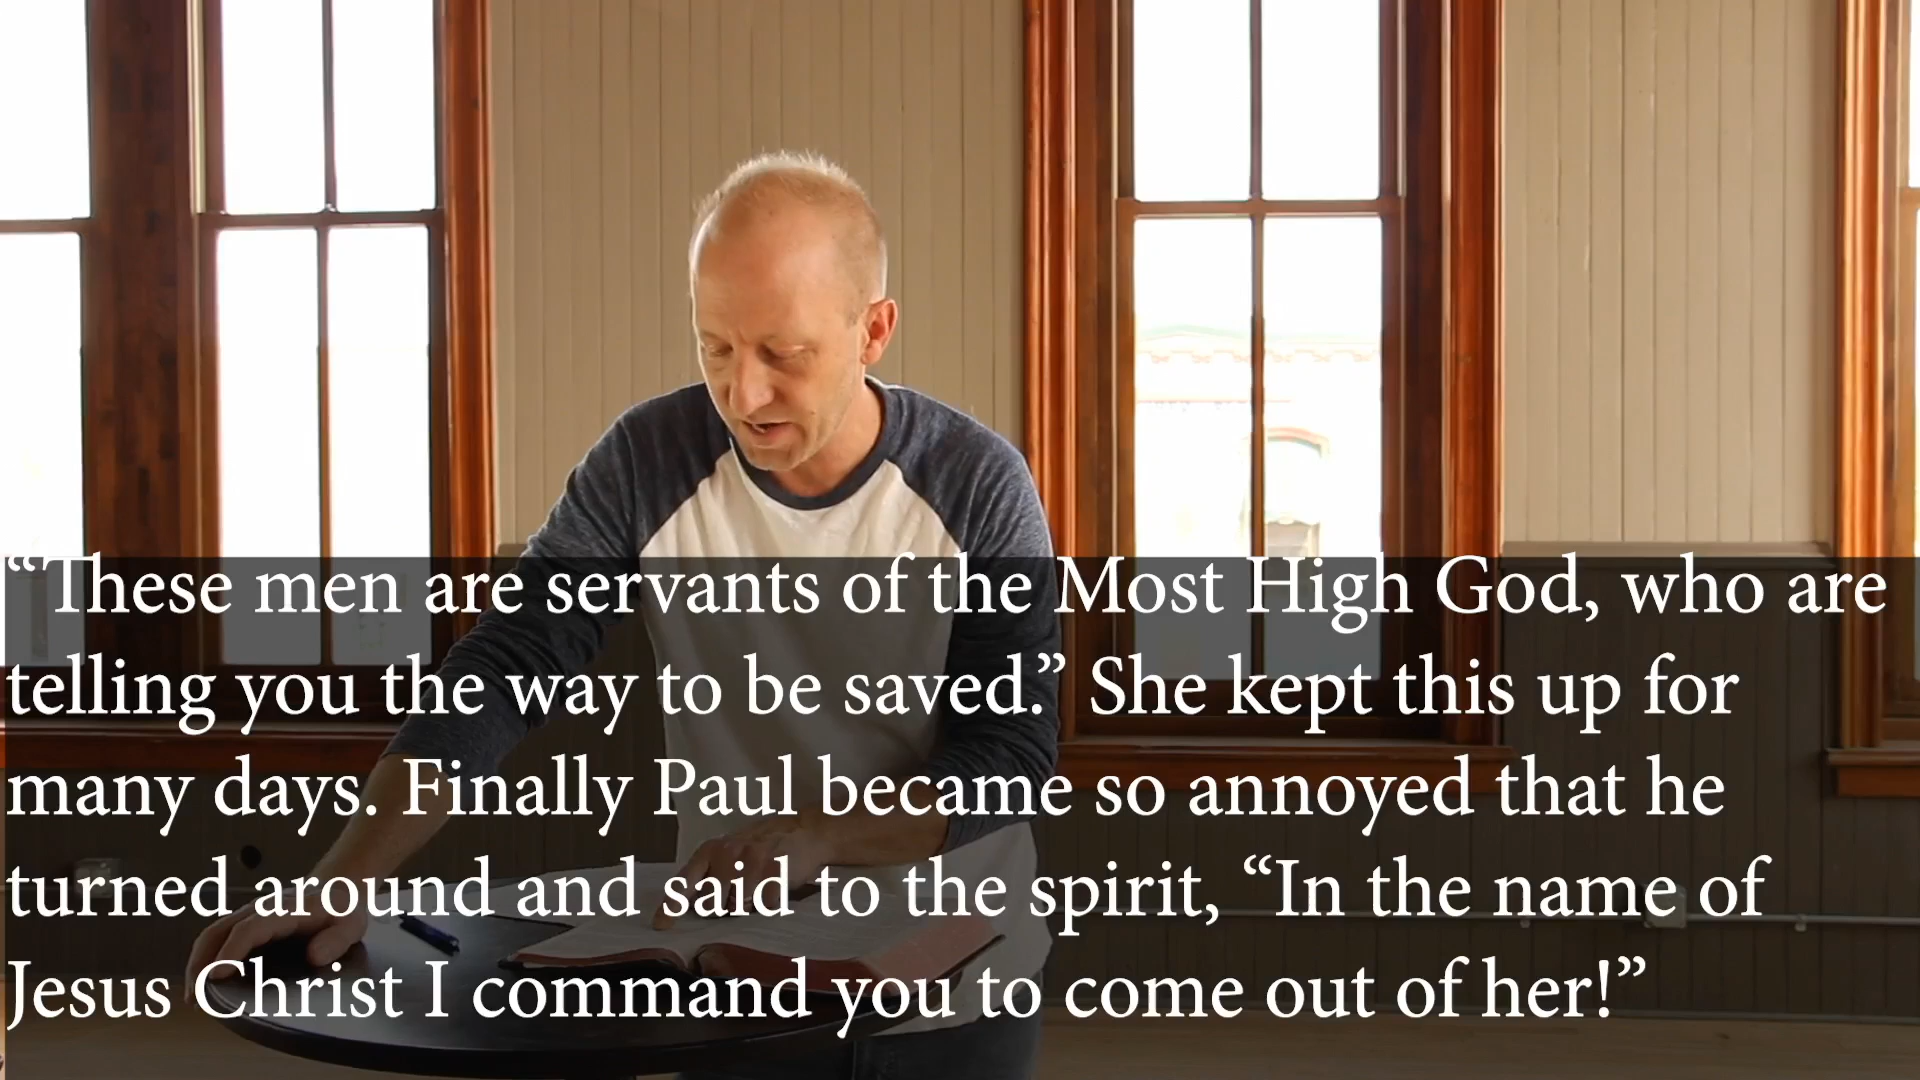 “These men are servants of the Most High God, who are
telling you the way to be saved.” She kept this up for
many days. Finally Paul became so annoyed that he
turned around and said to the spirit, “In the name of
Jesus Christ I command you to come out of her!”